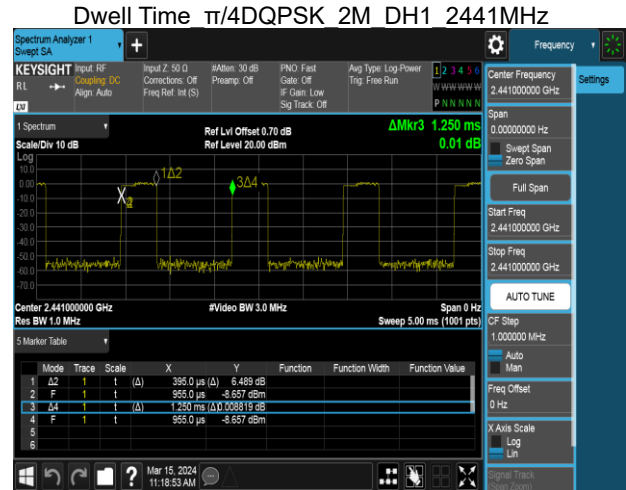 Dwell Time_π/4DQPSK_2M_DH1_2441MHz
Spectrum Analyzer 1
Swept SA
+
Frequency
KEYSIGHT
RL
LXI
Input: RF
Coupling: DC
Align: Auto
Input Z: 50 Ω
Corrections: Off
Freq Ref: Int (S)
#Atten: 30 dB
Preamp: Off
PNO: Fast
Gate: Off
IF Gain: Low
Sig Track: Off
Avg Type: Log-Power
Trig: Free Run
1 2 3 4 5 6
W W W W W W
P N N N N N
Center Frequency
2.441000000 GHz
Settings
Span
0.00000000 Hz
Swept Span
Zero Span
Full Span
Start Freq
2.441000000 GHz
Stop Freq
2.441000000 GHz
AUTO TUNE
CF Step
1.000000 MHz
Auto
Man
Freq Offset
0 Hz
X Axis Scale
Log
Lin
Signal Track
(Span Zoom)
1 Spectrum
Scale/Div 10 dB
Ref Lvl Offset 0.70 dB
Ref Level 20.00 dBm
ΔMkr3 1.250 ms
0.01 dB
Log
10.0
0.00
-10.0
-20.0
-30.0
-40.0
-50.0
-60.0
-70.0
1Δ2
3Δ4
X
Center 2.441000000 GHz
Res BW 1.0 MHz
#Video BW 3.0 MHz
Span 0 Hz
Sweep 5.00 ms (1001 pts)
5 Marker Table
Mode Trace Scale X Y Function Function Width Function Value
1 Δ2 1 t (Δ) 395.0 µs (Δ) 6.489 dB
2 F 1 t 955.0 µs -8.657 dBm
3 Δ4 1 t (Δ) 1.250 ms (Δ) 0.008819 dB
4 F 1 t 955.0 µs -8.657 dBm
5
6
?
Mar 15, 2024
11:18:53 AM